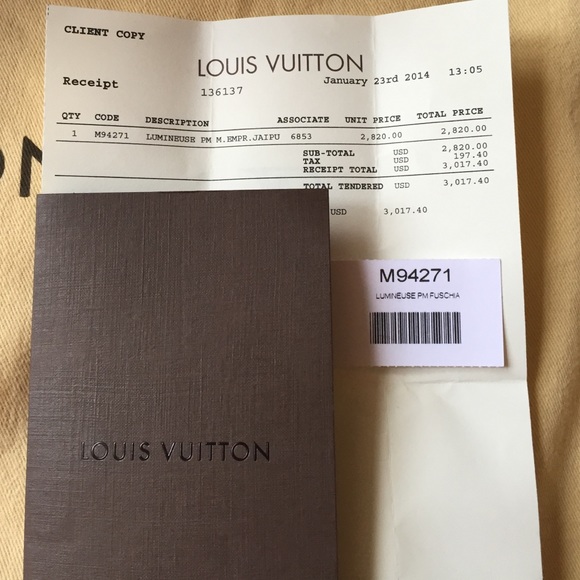 CLIENT COPY
LOUIS VUITTON
Receipt 136137 January 23rd 2014 13:05
QTY CODE DESCRIPTION ASSOCIATE UNIT PRICE TOTAL PRICE
1 M94271 LUMINEUSE PM M.EMPR.JAIPU 6853 2,820.00 2,820.00
SUB-TOTAL USD 2,820.00
TAX 197.40
RECEIPT TOTAL USD 3,017.40
TOTAL TENDERED USD 3,017.40
USD 3,017.40
M94271
LUMINEUSE PM FUSCHIA
LOUIS VUITTON